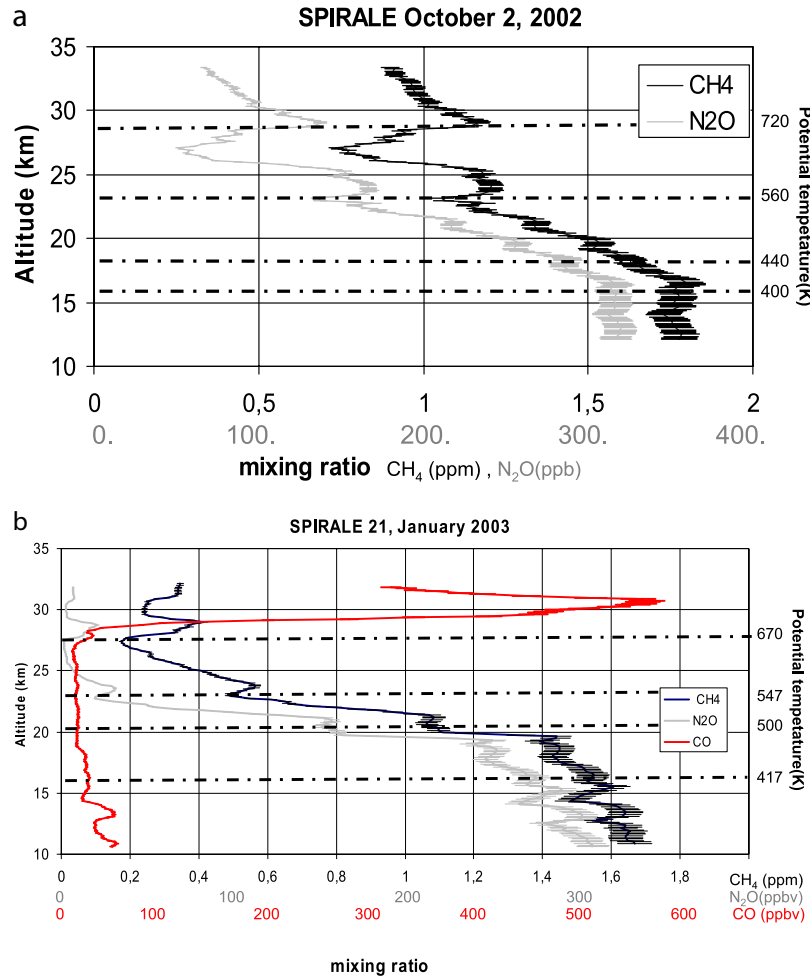 a
SPIRALE October 2, 2002
35
30
25
20
15
10
Altitude (km)
CH4
N2O
720
560
440
400
Potential tempetature(K)
0 0,5 1 1,5 2
0. 100. 200. 300. 400.
mixing ratio CH₄ (ppm) , N₂O(ppb)
b
SPIRALE 21, January 2003
35
30
25
20
15
10
Altitude (km)
CH4
N2O
CO
670
547
500
417
Potential tempetature(K)
0 0,2 0,4 0,6 0,8 1 1,2 1,4 1,6 1,8 CH₄ (ppm)
0 100 200 300 N₂O(ppbv)
0 100 200 300 400 500 600 CO (ppbv)
mixing ratio